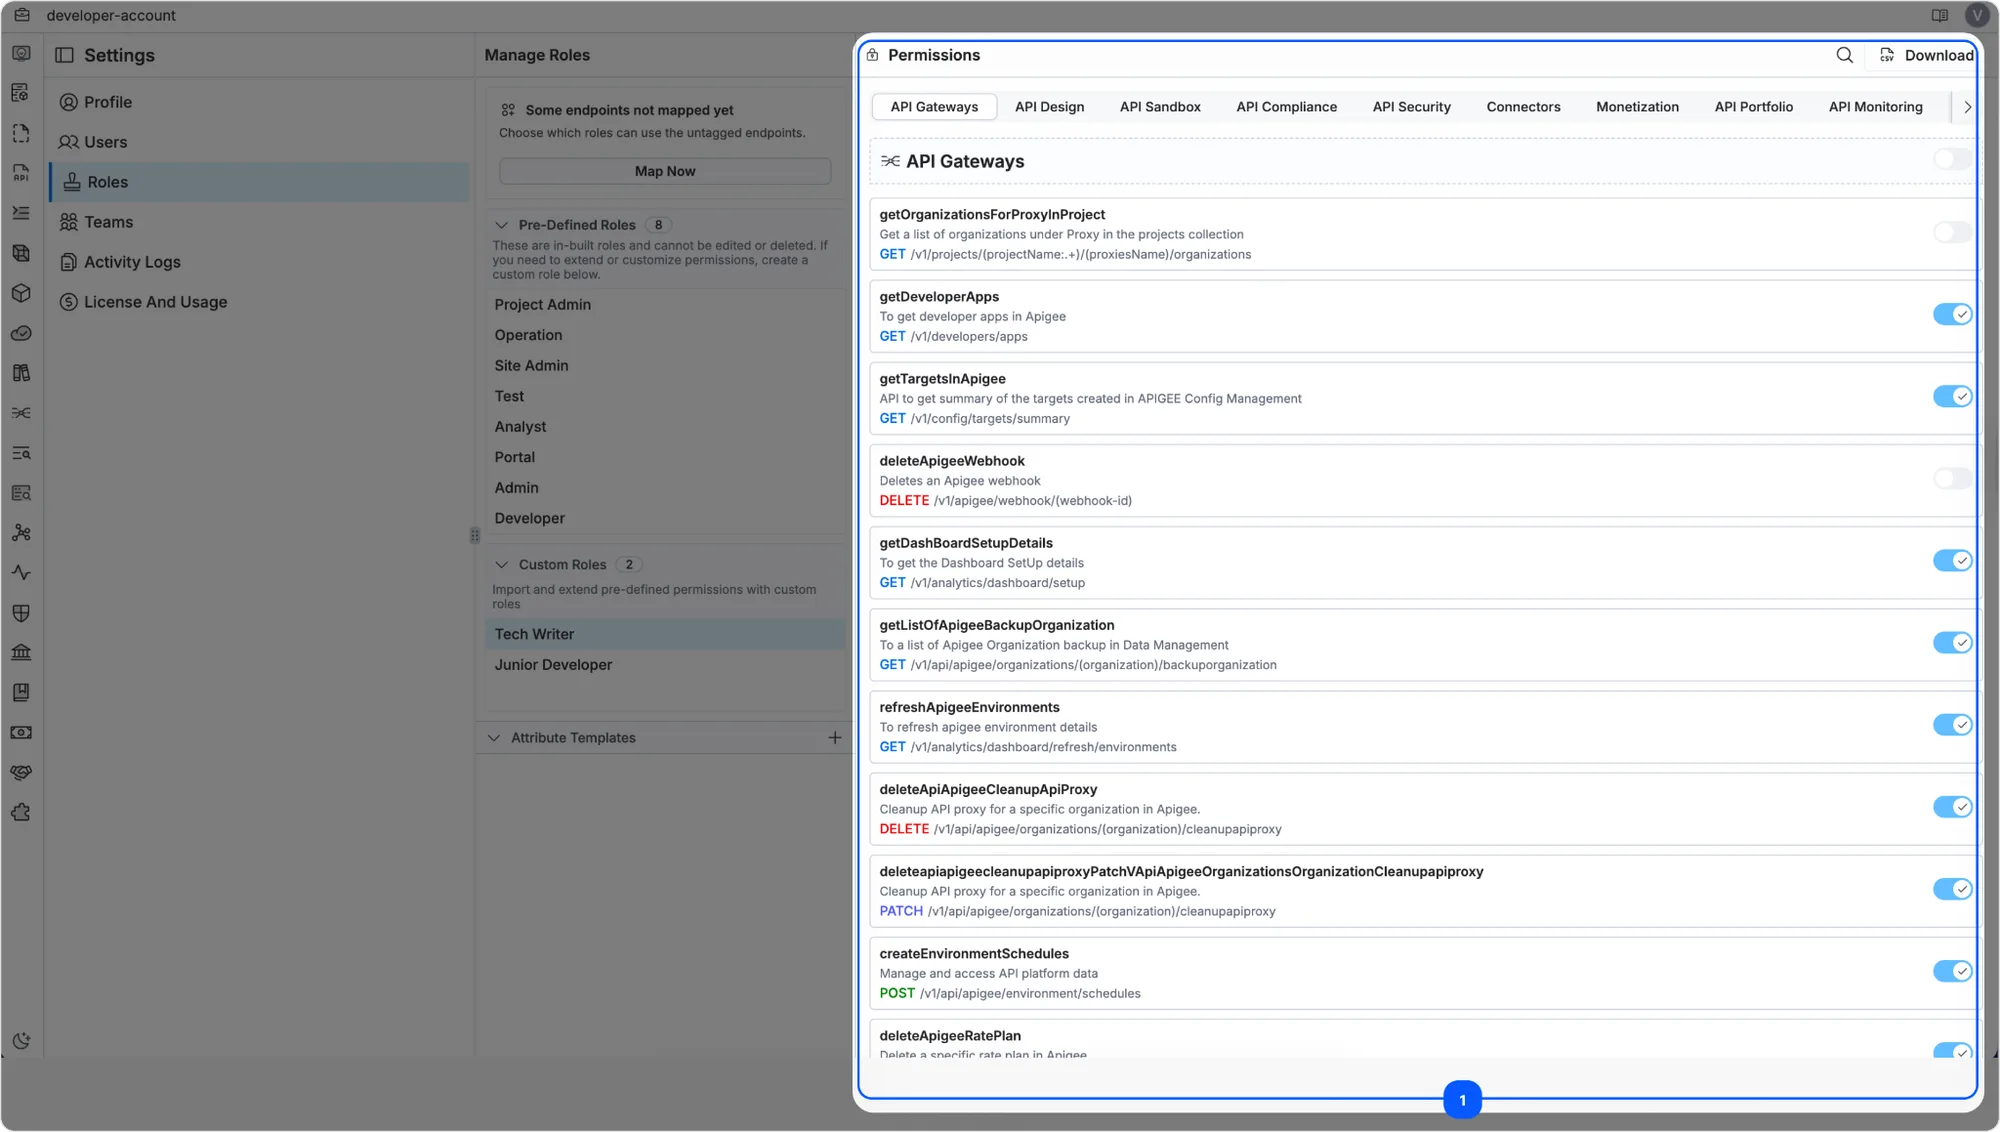 developer-account
V
Settings
Profile
Users
Roles
Teams
Activity Logs
License And Usage
API
Manage Roles
Some endpoints not mapped yet
Choose which roles can use the untagged endpoints.
Map Now
Pre-Defined Roles 8
These are in-built roles and cannot be edited or deleted. If
you need to extend or customize permissions, create a
custom role below.
Project Admin
Operation
Site Admin
Test
Analyst
Portal
Admin
Developer
Custom Roles 2
Import and extend pre-defined permissions with custom
roles
Tech Writer
Junior Developer
Attribute Templates
Permissions
CSV Download
API Gateways API Design API Sandbox API Compliance API Security Connectors Monetization API Portfolio API Monitoring
API Gateways
getOrganizationsForProxyInProject
Get a list of organizations under Proxy in the projects collection
GET /v1/projects/(projectName:.+)/(proxiesName)/organizations
getDeveloperApps
To get developer apps in Apigee
GET /v1/developers/apps
getTargetsInApigee
API to get summary of the targets created in APIGEE Config Management
GET /v1/config/targets/summary
deleteApigeeWebhook
Deletes an Apigee webhook
DELETE /v1/apigee/webhook/(webhook-id)
getDashBoardSetupDetails
To get the Dashboard SetUp details
GET /v1/analytics/dashboard/setup
getListOfApigeeBackupOrganization
To a list of Apigee Organization backup in Data Management
GET /v1/api/apigee/organizations/(organization)/backuporganization
refreshApigeeEnvironments
To refresh apigee environment details
GET /v1/analytics/dashboard/refresh/environments
deleteApiApigeeCleanupApiProxy
Cleanup API proxy for a specific organization in Apigee.
DELETE /v1/api/apigee/organizations/(organization)/cleanupapiproxy
deleteapiapigeecleanupapiproxyPatchVApiApigeeOrganizationsOrganizationCleanupapiproxy
Cleanup API proxy for a specific organization in Apigee.
PATCH /v1/api/apigee/organizations/(organization)/cleanupapiproxy
createEnvironmentSchedules
Manage and access API platform data
POST /v1/api/apigee/environment/schedules
deleteApigeeRatePlan
Delete a specific rate plan in Apigee
1